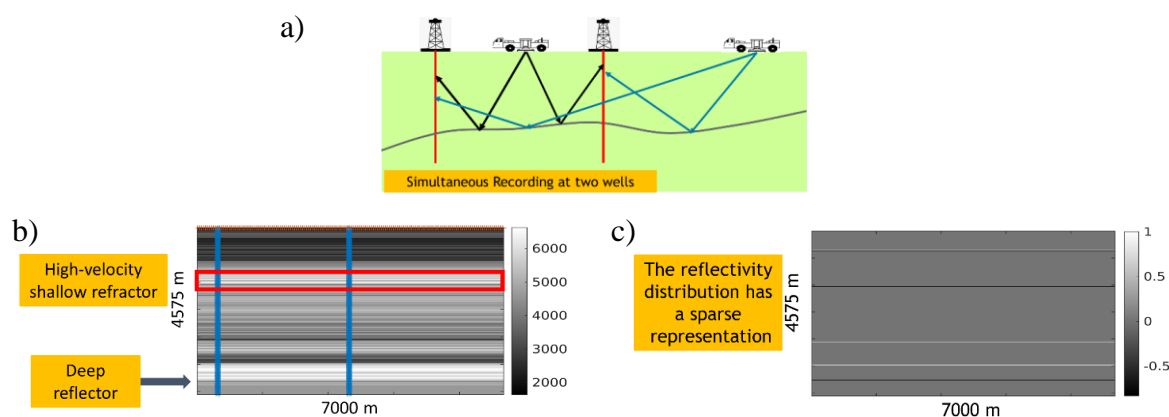 a)
Simultaneous Recording at two wells
b)
High-velocity
shallow refractor
Deep
reflector
4575 m
7000 m
6000
5000
4000
3000
2000
c)
The reflectivity
distribution has
a sparse
representation
4575 m
7000 m
1
0.5
0
-0.5